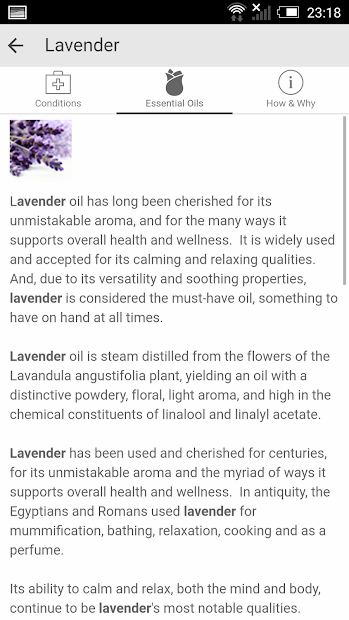 23:18
Lavender
Conditions
Essential Oils
How & Why
Lavender oil has long been cherished for its
unmistakable aroma, and for the many ways it
supports overall health and wellness.  It is widely used
and accepted for its calming and relaxing qualities.
And, due to its versatility and soothing properties,
lavender is considered the must-have oil, something to
have on hand at all times.
Lavender oil is steam distilled from the flowers of the
Lavandula angustifolia plant, yielding an oil with a
distinctive powdery, floral, light aroma, and high in the
chemical constituents of linalool and linalyl acetate.
Lavender has been used and cherished for centuries,
for its unmistakable aroma and the myriad of ways it
supports overall health and wellness.  In antiquity, the
Egyptians and Romans used lavender for
mummification, bathing, relaxation, cooking and as a
perfume.
Its ability to calm and relax, both the mind and body,
continue to be lavender's most notable qualities.